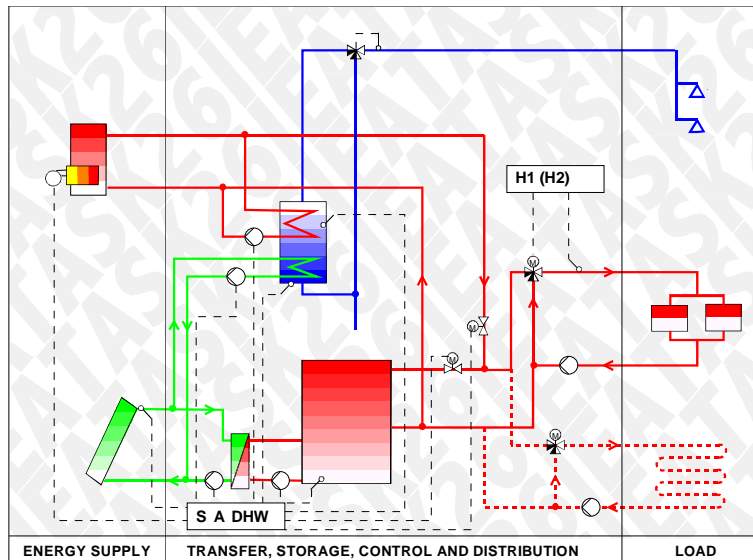 H1 (H2)
M
M
M
S A DHW
ENERGY SUPPLY
TRANSFER, STORAGE, CONTROL AND DISTRIBUTION
LOAD